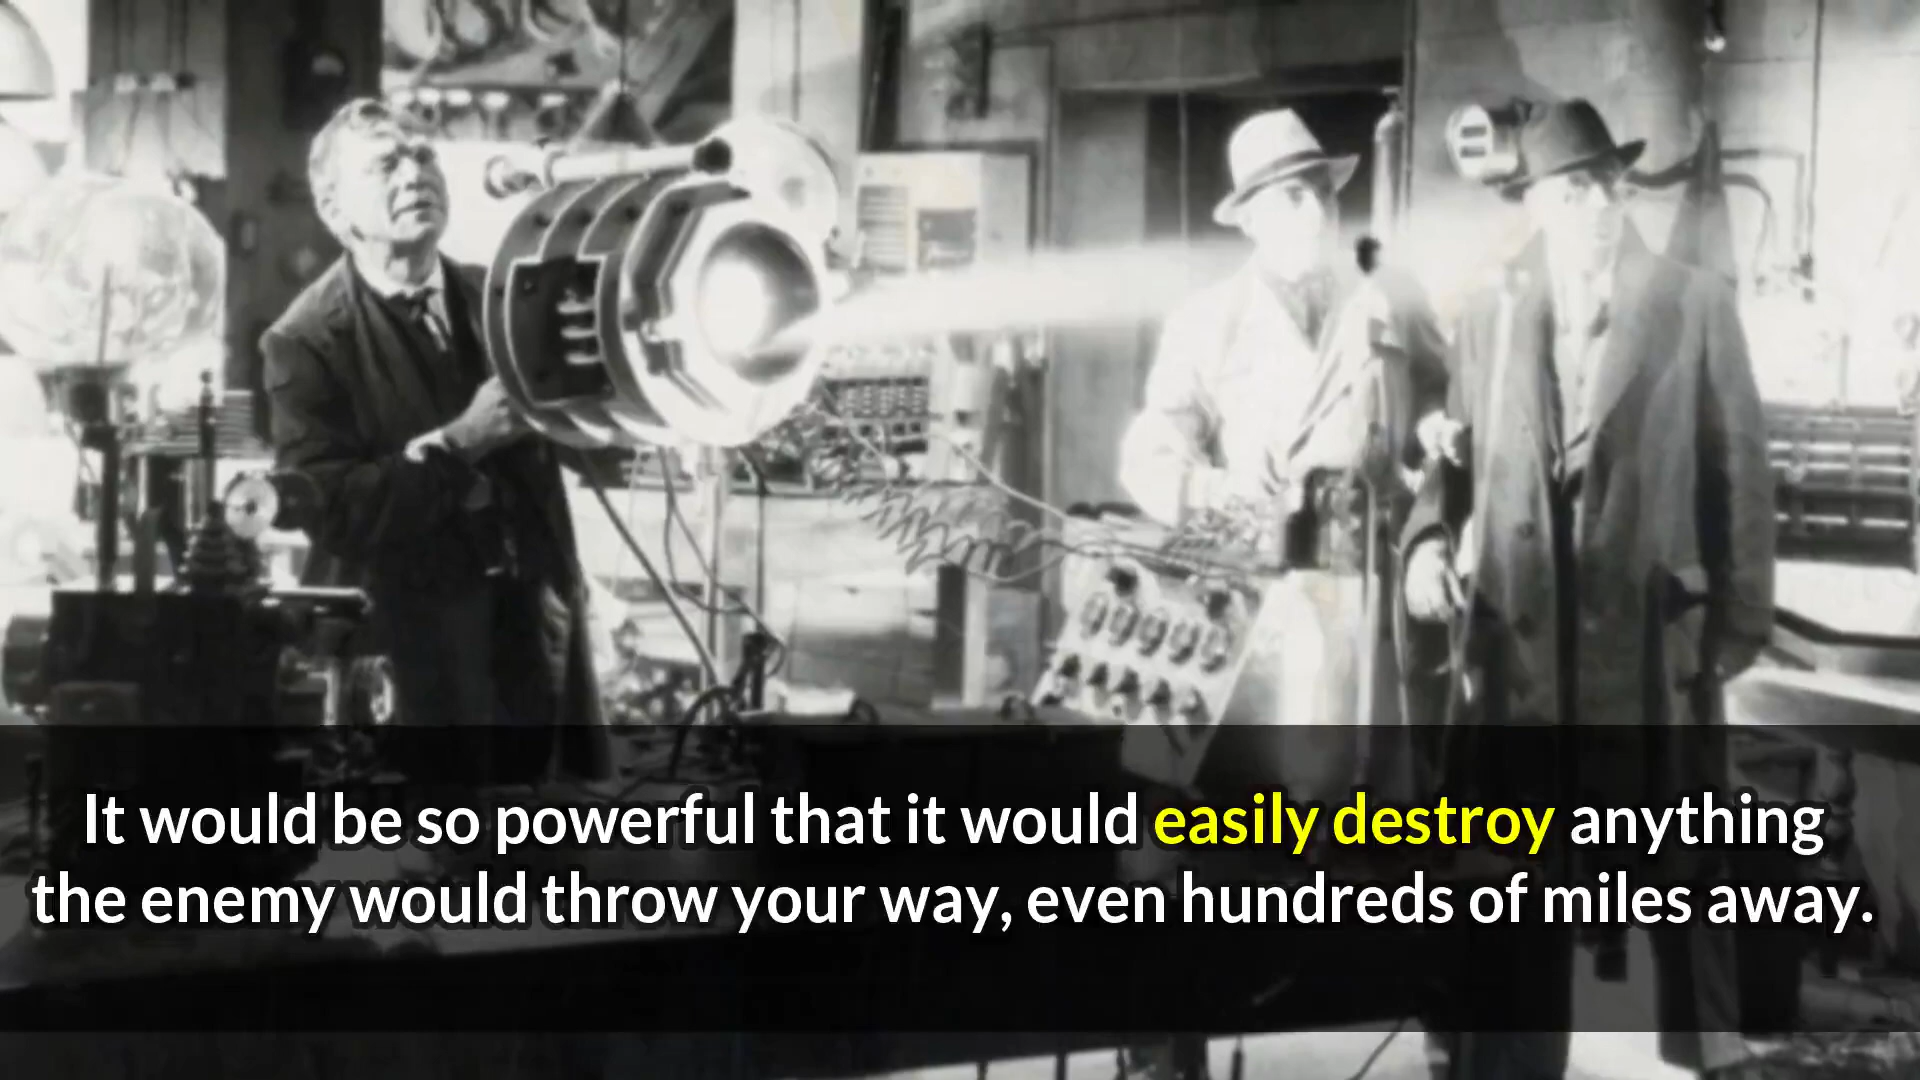 It would be so powerful that it would easily destroy anything
the enemy would throw your way, even hundreds of miles away.